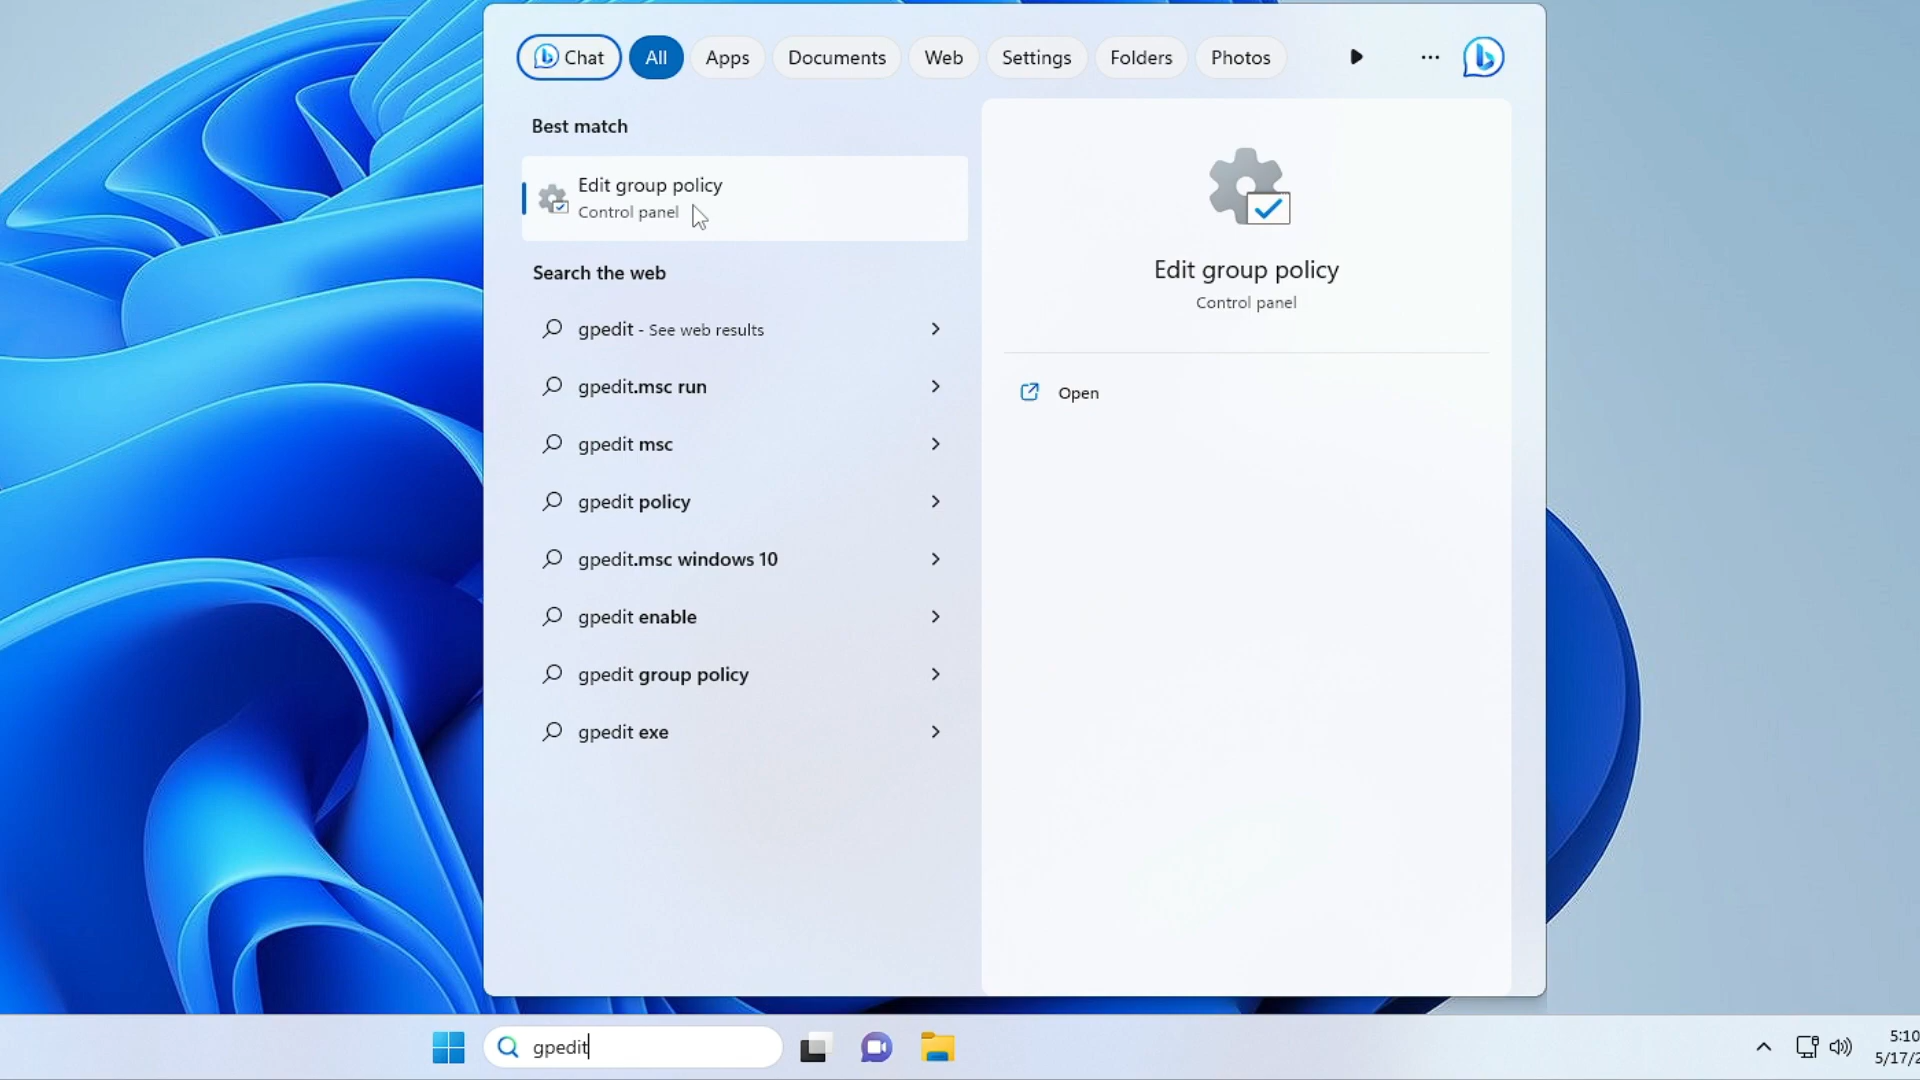 Chat
All
Apps
Documents
Web
Settings
Folders
Photos
Best match
Edit group policy
Control panel
Search the web
gpedit - See web results
gpedit.msc run
gpedit msc
gpedit policy
gpedit.msc windows 10
gpedit enable
gpedit group policy
gpedit exe
Edit group policy
Control panel
Open
gpedit
5:10
5/17/2